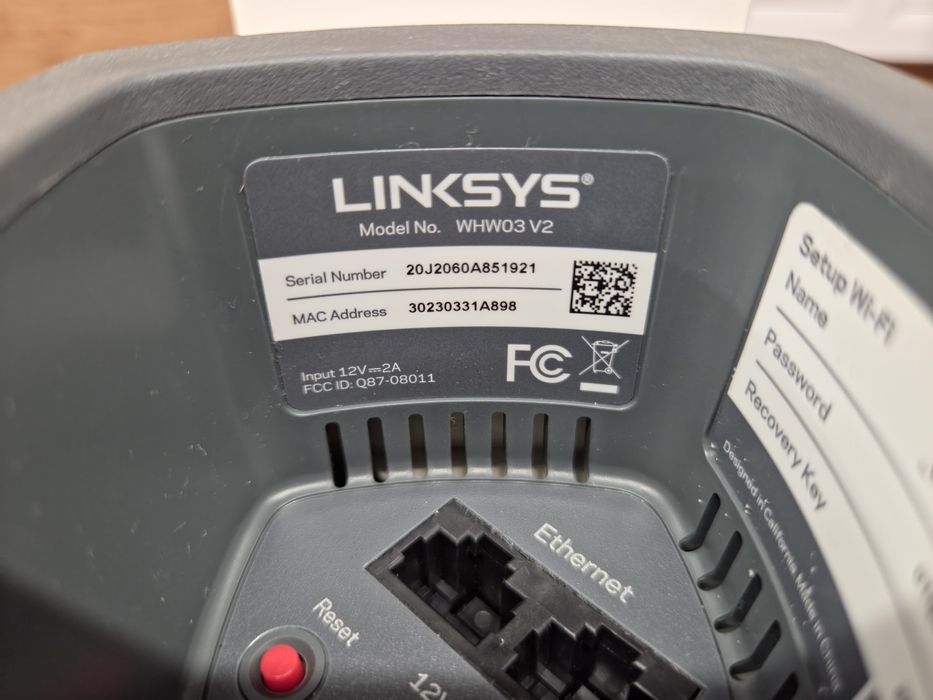 LINKSYS®
Model No. WHW03 V2
Serial Number 20J2060A851921
MAC Address 30230331A898
Input 12V⎓2A
FCC ID: Q87-08011
FC
Setup Wi-Fi
Name
Password
Recovery Key
Designed in California Made in China
Ethernet
Reset
12V